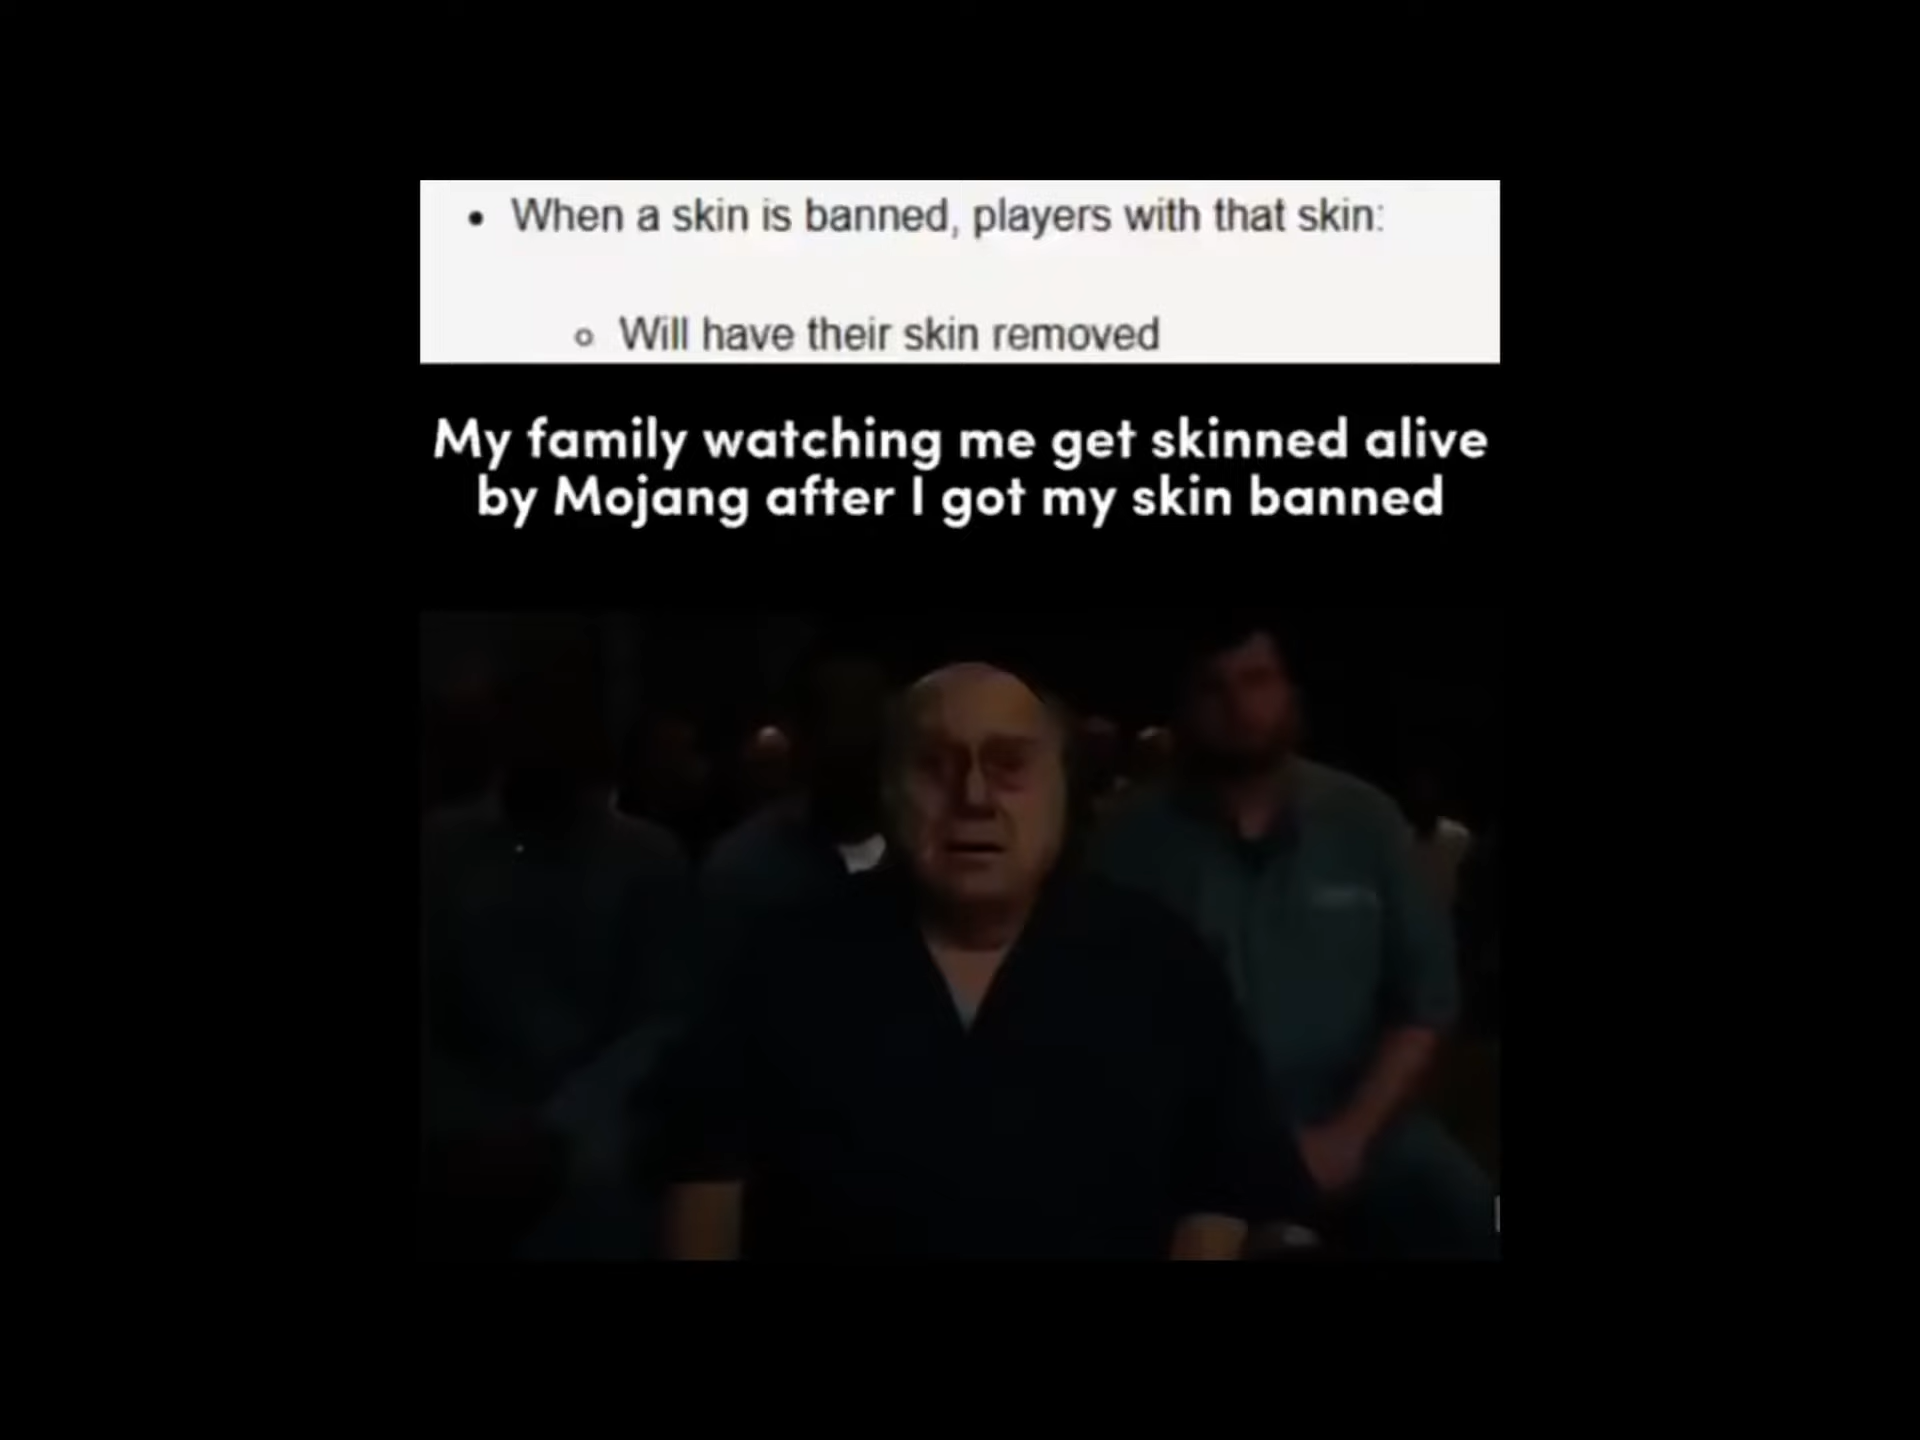 • When a skin is banned, players with that skin:
o Will have their skin removed
My family watching me get skinned alive
by Mojang after I got my skin banned